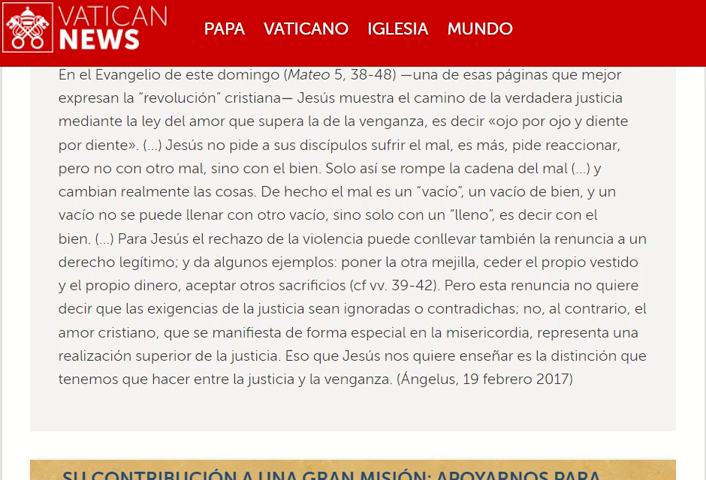 VATICAN
NEWS
PAPA VATICANO IGLESIA MUNDO
En el Evangelio de este domingo (Mateo 5, 38-48) —una de esas páginas que mejor
expresan la “revolución” cristiana— Jesús muestra el camino de la verdadera justicia
mediante la ley del amor que supera la de la venganza, es decir «ojo por ojo y diente
por diente». (...) Jesús no pide a sus discípulos sufrir el mal, es más, pide reaccionar,
pero no con otro mal, sino con el bien. Solo así se rompe la cadena del mal (...) y
cambian realmente las cosas. De hecho el mal es un “vacío”, un vacío de bien, y un
vacío no se puede llenar con otro vacío, sino solo con un “lleno”, es decir con el
bien. (...) Para Jesús el rechazo de la violencia puede conllevar también la renuncia a un
derecho legítimo; y da algunos ejemplos: poner la otra mejilla, ceder el propio vestido
y el propio dinero, aceptar otros sacrificios (cf vv. 39-42). Pero esta renuncia no quiere
decir que las exigencias de la justicia sean ignoradas o contradichas; no, al contrario, el
amor cristiano, que se manifiesta de forma especial en la misericordia, representa una
realización superior de la justicia. Eso que Jesús nos quiere enseñar es la distinción que
tenemos que hacer entre la justicia y la venganza. (Ángelus, 19 febrero 2017)
SU CONTRIBUCIÓN A UNA GRAN MISIÓN: APOYARNOS PARA